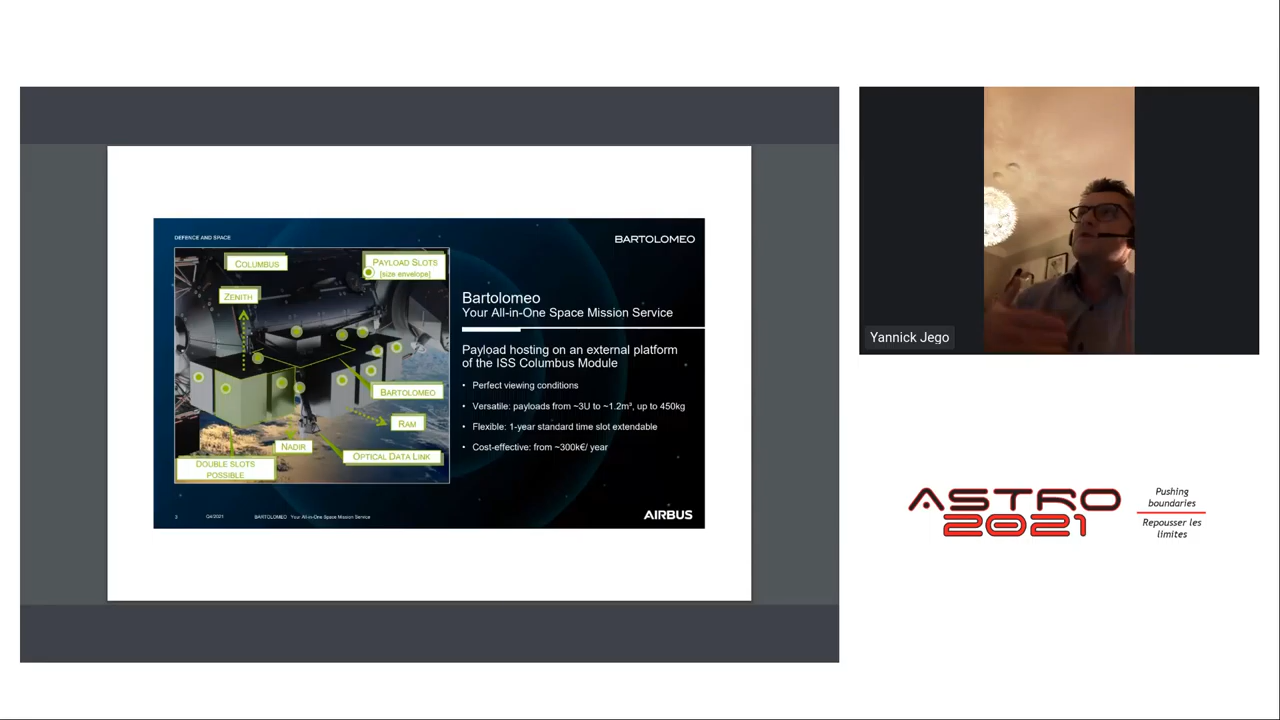 DEFENCE AND SPACE
BARTOLOMEO
COLUMBUS
PAYLOAD SLOTS
[size envelope]
ZENITH
BARTOLOMEO
RAM
NADIR
OPTICAL DATA LINK
DOUBLE SLOTS
POSSIBLE
Bartolomeo
Your All-in-One Space Mission Service
Payload hosting on an external platform
of the ISS Columbus Module
• Perfect viewing conditions
• Versatile: payloads from ~3U to ~1.2m³, up to 450kg
• Flexible: 1-year standard time slot extendable
• Cost-effective: from ~300k€/ year
3 Q4/2021 BARTOLOMEO Your All-in-One Space Mission Service
AIRBUS
Yannick Jego
ASTRO
2021
Pushing
boundaries
Repousser les
limites